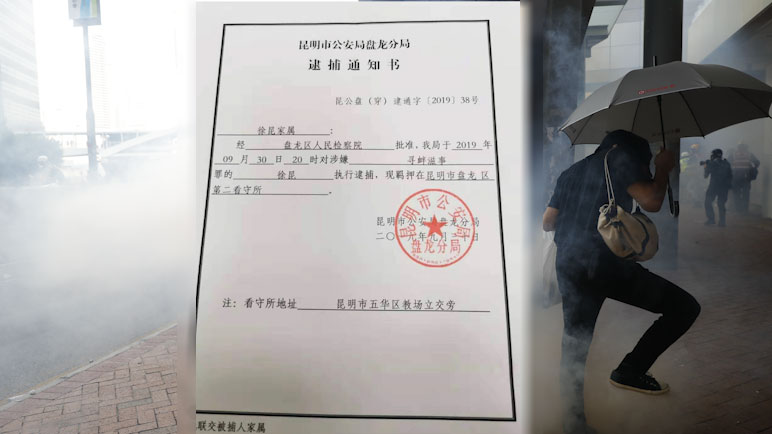 昆明市公安局盘龙分局
逮捕通知书
昆公盘（穿）逮通字〔2019〕38号
徐昆家属：
经 盘龙区人民检察院 批准，我局于 2019 年
09 月 30 日 20 时对涉嫌 寻衅滋事
罪的 徐昆 执行逮捕，现羁押在 昆明市盘龙区
第二看守所。
昆明市公安局盘龙分局
二〇一九年九月三十日
昆明市公安局
盘龙分局
注：看守所地址 昆明市五华区教场立交旁
联交被捕人家属